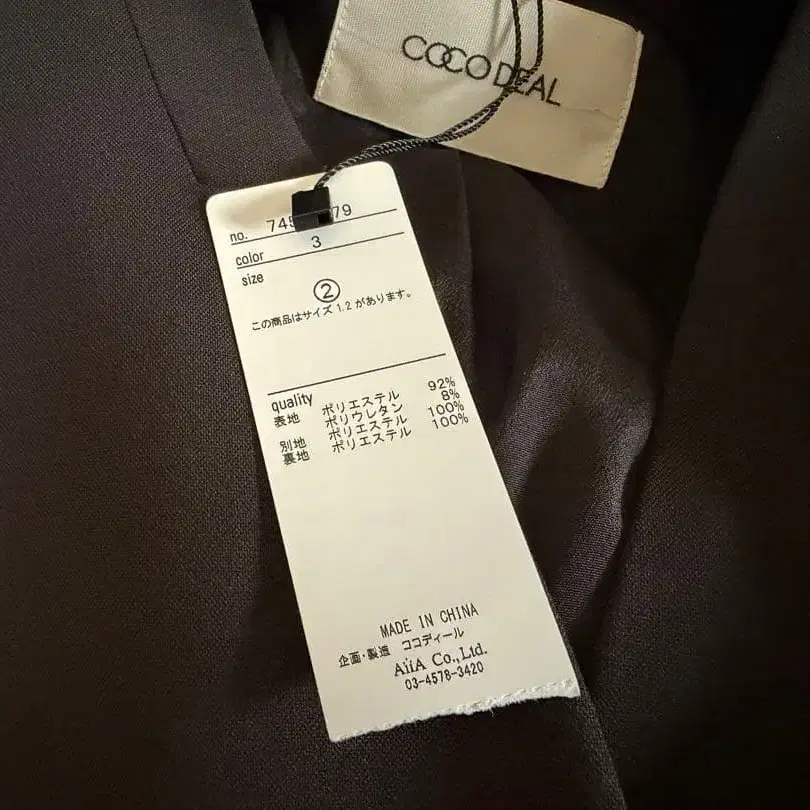 COCO DEAL
no. 79
color 3
size
②
この商品はサイズ 1.2 があります。
quality
表地 ポリエステル 92%
ポリウレタン 8%
別地 ポリエステル 100%
裏地 ポリエステル 100%
MADE IN CHINA
企画・製造 ココディール
AiiA Co.,Ltd.
03-4578-3420